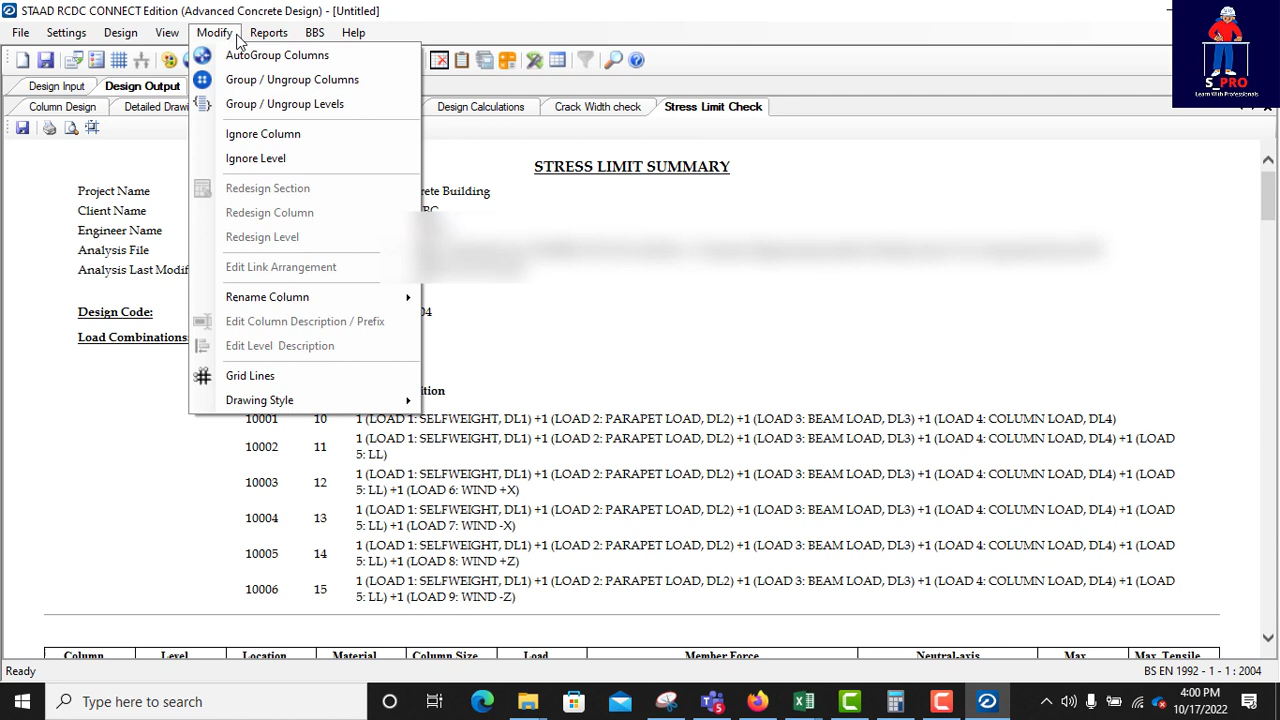 STAAD RCDC CONNECT Edition (Advanced Concrete Design) - [Untitled]
File Settings Design View Modify Reports BBS Help
S_PRO
Learn With Professionals
Design Input Design Output
Column Design Detailed Drawi Design Calculations Crack Width check Stress Limit Check
AutoGroup Columns
Group / Ungroup Columns
Group / Ungroup Levels
Ignore Column
Ignore Level
Redesign Section
Redesign Column
Redesign Level
Edit Link Arrangement
Rename Column
Edit Column Description / Prefix
Edit Level Description
Grid Lines
Drawing Style
STRESS LIMIT SUMMARY
Project Name crete Building
Client Name
Engineer Name
Analysis File
Analysis Last Modif
Design Code: 04
Load Combinations
ition
10001 10 1 (LOAD 1: SELFWEIGHT, DL1) +1 (LOAD 2: PARAPET LOAD, DL2) +1 (LOAD 3: BEAM LOAD, DL3) +1 (LOAD 4: COLUMN LOAD, DL4)
10002 11 1 (LOAD 1: SELFWEIGHT, DL1) +1 (LOAD 2: PARAPET LOAD, DL2) +1 (LOAD 3: BEAM LOAD, DL3) +1 (LOAD 4: COLUMN LOAD, DL4) +1 (LOAD
5: LL)
10003 12 1 (LOAD 1: SELFWEIGHT, DL1) +1 (LOAD 2: PARAPET LOAD, DL2) +1 (LOAD 3: BEAM LOAD, DL3) +1 (LOAD 4: COLUMN LOAD, DL4) +1 (LOAD
5: LL) +1 (LOAD 6: WIND +X)
10004 13 1 (LOAD 1: SELFWEIGHT, DL1) +1 (LOAD 2: PARAPET LOAD, DL2) +1 (LOAD 3: BEAM LOAD, DL3) +1 (LOAD 4: COLUMN LOAD, DL4) +1 (LOAD
5: LL) +1 (LOAD 7: WIND -X)
10005 14 1 (LOAD 1: SELFWEIGHT, DL1) +1 (LOAD 2: PARAPET LOAD, DL2) +1 (LOAD 3: BEAM LOAD, DL3) +1 (LOAD 4: COLUMN LOAD, DL4) +1 (LOAD
5: LL) +1 (LOAD 8: WIND +Z)
10006 15 1 (LOAD 1: SELFWEIGHT, DL1) +1 (LOAD 2: PARAPET LOAD, DL2) +1 (LOAD 3: BEAM LOAD, DL3) +1 (LOAD 4: COLUMN LOAD, DL4) +1 (LOAD
5: LL) +1 (LOAD 9: WIND -Z)
Column Level Location Material Column Size Load Member Force Neutral-axis Max Max. Tensile
Ready BS EN 1992 - 1 - 1 : 2004
Type here to search
4:00 PM
10/17/2022